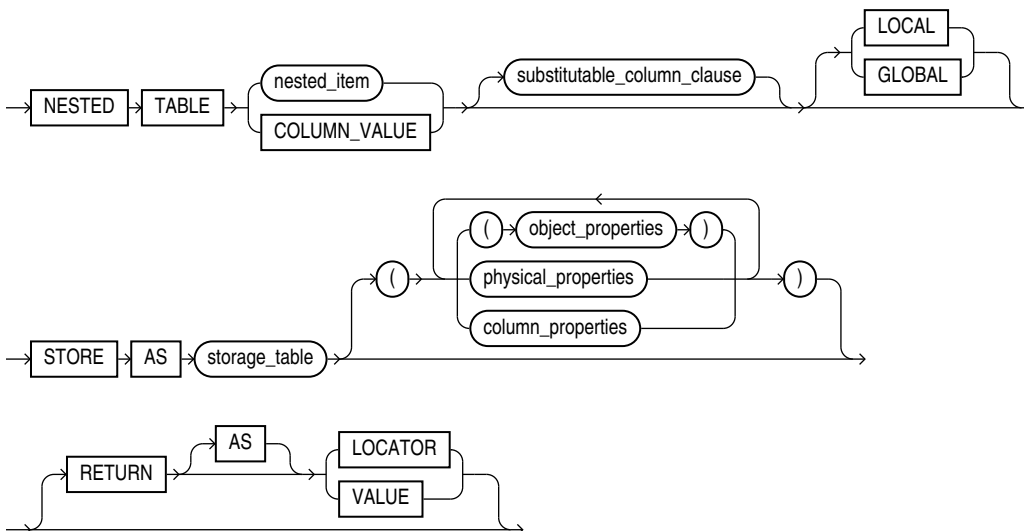 LOCAL
nested_item
substitutable_column_clause
GLOBAL
NESTED TABLE
COLUMN_VALUE
( object_properties )
( physical_properties )
column_properties
STORE AS storage_table
AS
LOCATOR
RETURN
VALUE